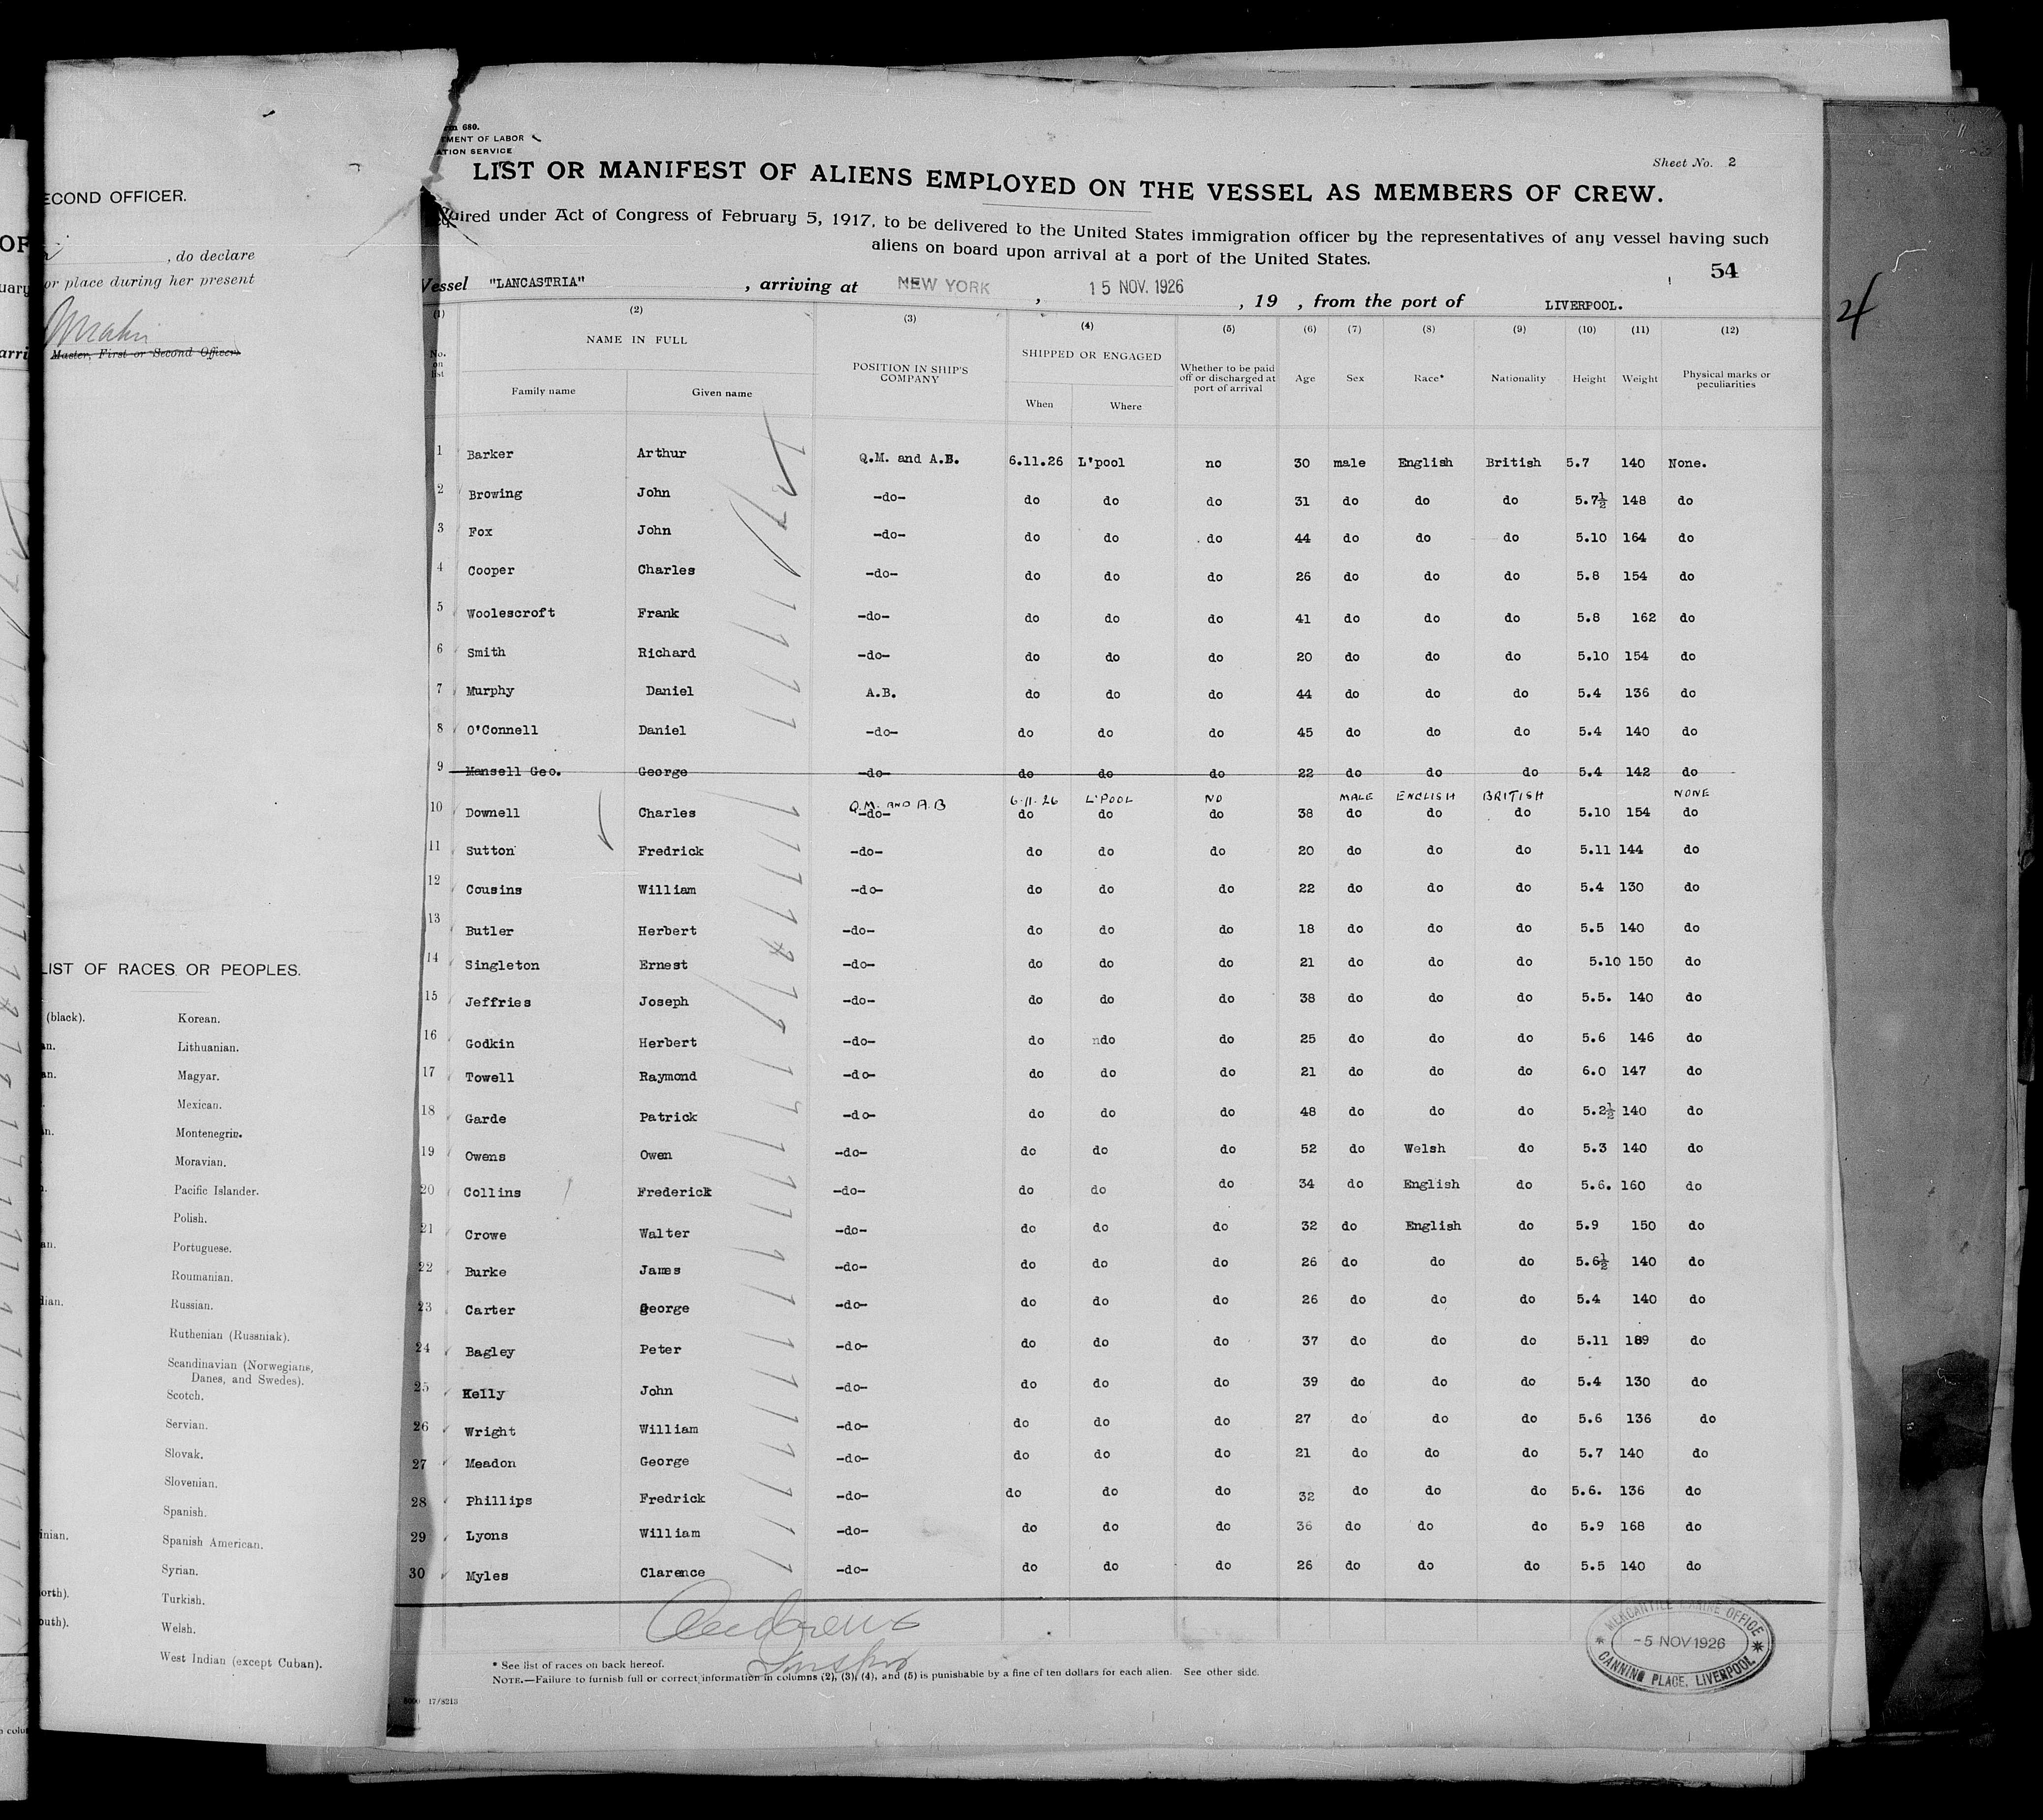 ECOND OFFICER.
, do declare
or place during her present
Master, First or Second Officer.
LIST OF RACES OR PEOPLES.
(black). Korean.
Lithuanian.
Magyar.
Mexican.
Montenegrin.
Moravian.
Pacific Islander.
Polish.
Portuguese.
Roumanian.
Russian.
Ruthenian (Russniak).
Scandinavian (Norwegians,
Danes, and Swedes).
Scotch.
Servian.
Slovak.
Slovenian.
Spanish.
Spanish American.
Syrian.
Turkish.
Welsh.
West Indian (except Cuban).
rm 680.
TMENT OF LABOR
ATION SERVICE
Sheet No. 2
LIST OR MANIFEST OF ALIENS EMPLOYED ON THE VESSEL AS MEMBERS OF CREW.
uired under Act of Congress of February 5, 1917, to be delivered to the United States immigration officer by the representatives of any vessel having such
aliens on board upon arrival at a port of the United States.
54
Vessel "LANCASTRIA" , arriving at NEW YORK , 15 NOV. 1926 , 19 , from the port of LIVERPOOL.
(1) (2) (3) (4) (5) (6) (7) (8) (9) (10) (11) (12)
No. on list NAME IN FULL Family name Given name POSITION IN SHIP'S COMPANY SHIPPED OR ENGAGED When Where Whether to be paid off or discharged at port of arrival Age Sex Race* Nationality Height Weight Physical marks or peculiarities
1 Barker Arthur Q.M. and A.B. 6.11.26 L'pool no 30 male English British 5.7 140 None.
2 Browing John -do- do do do 31 do do do 5.7½ 148 do
3 Fox John -do- do do do 44 do do do 5.10 164 do
4 Cooper Charles -do- do do do 26 do do do 5.8 154 do
5 Woolescroft Frank -do- do do do 41 do do do 5.8 162 do
6 Smith Richard -do- do do do 20 do do do 5.10 154 do
7 Murphy Daniel A.B. do do do 44 do do do 5.4 136 do
8 O'Connell Daniel -do- do do do 45 do do do 5.4 140 do
9 Mansell Geo. George -do- do do do 22 do do do 5.4 142 do
Q.M. AND A.B 6.11.26 L'POOL NO MALE ENGLISH BRITISH NONE
10 Downell Charles -do- do do do 38 do do do 5.10 154 do
11 Sutton Fredrick -do- do do do 20 do do do 5.11 144 do
12 Cousins William -do- do do do 22 do do do 5.4 130 do
13 Butler Herbert -do- do do do 18 do do do 5.5 140 do
14 Singleton Ernest -do- do do do 21 do do do 5.10 150 do
15 Jeffries Joseph -do- do do do 38 do do do 5.5. 140 do
16 Godkin Herbert -do- do ndo do 25 do do do 5.6 146 do
17 Towell Raymond -do- do do do 21 do do do 6.0 147 do
18 Garde Patrick -do- do do do 48 do do do 5.2½ 140 do
19 Owens Owen -do- do do do 52 do Welsh do 5.3 140 do
20 Collins Frederick -do- do do do 34 do English do 5.6. 160 do
21 Crowe Walter -do- do do do 32 do English do 5.9 150 do
22 Burke James -do- do do do 26 do do do 5.6½ 140 do
23 Carter George -do- do do do 26 do do do 5.4 140 do
24 Bagley Peter -do- do do do 37 do do do 5.11 189 do
25 Kelly John -do- do do do 39 do do do 5.4 130 do
26 Wright William -do- do do do 27 do do do 5.6 136 do
27 Meadon George -do- do do do 21 do do do 5.7 140 do
28 Phillips Fredrick -do- do do do 32 do do do 5.6. 136 do
29 Lyons William -do- do do do 36 do do do 5.9 168 do
30 Myles Clarence -do- do do do 26 do do do 5.5 140 do
Andrews
MERCANTILE MARINE OFFICE
-5 NOV 1926
CANNING PLACE, LIVERPOOL
* See list of races on back hereof.
NOTE.—Failure to furnish full or correct information in columns (2), (3), (4), and (5) is punishable by a fine of ten dollars for each alien. See other side.
17/8213
4